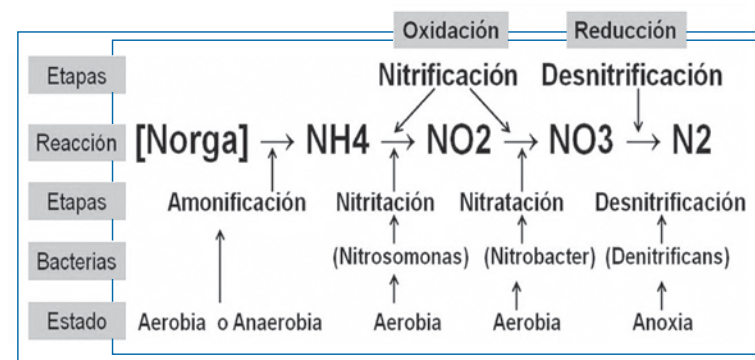 Oxidación Reducción
Etapas Nitrificación Desnitrificación
Reacción [Norga] → NH4 → NO2 → NO3 → N2
Etapas Amonificación Nitritación Nitratación Desnitrificación
Bacterias (Nitrosomonas) (Nitrobacter) (Denitrificans)
Estado Aerobia o Anaerobia Aerobia Aerobia Anoxia